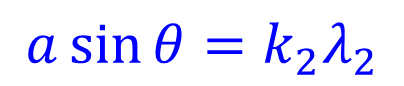 a sin θ = k₂λ₂